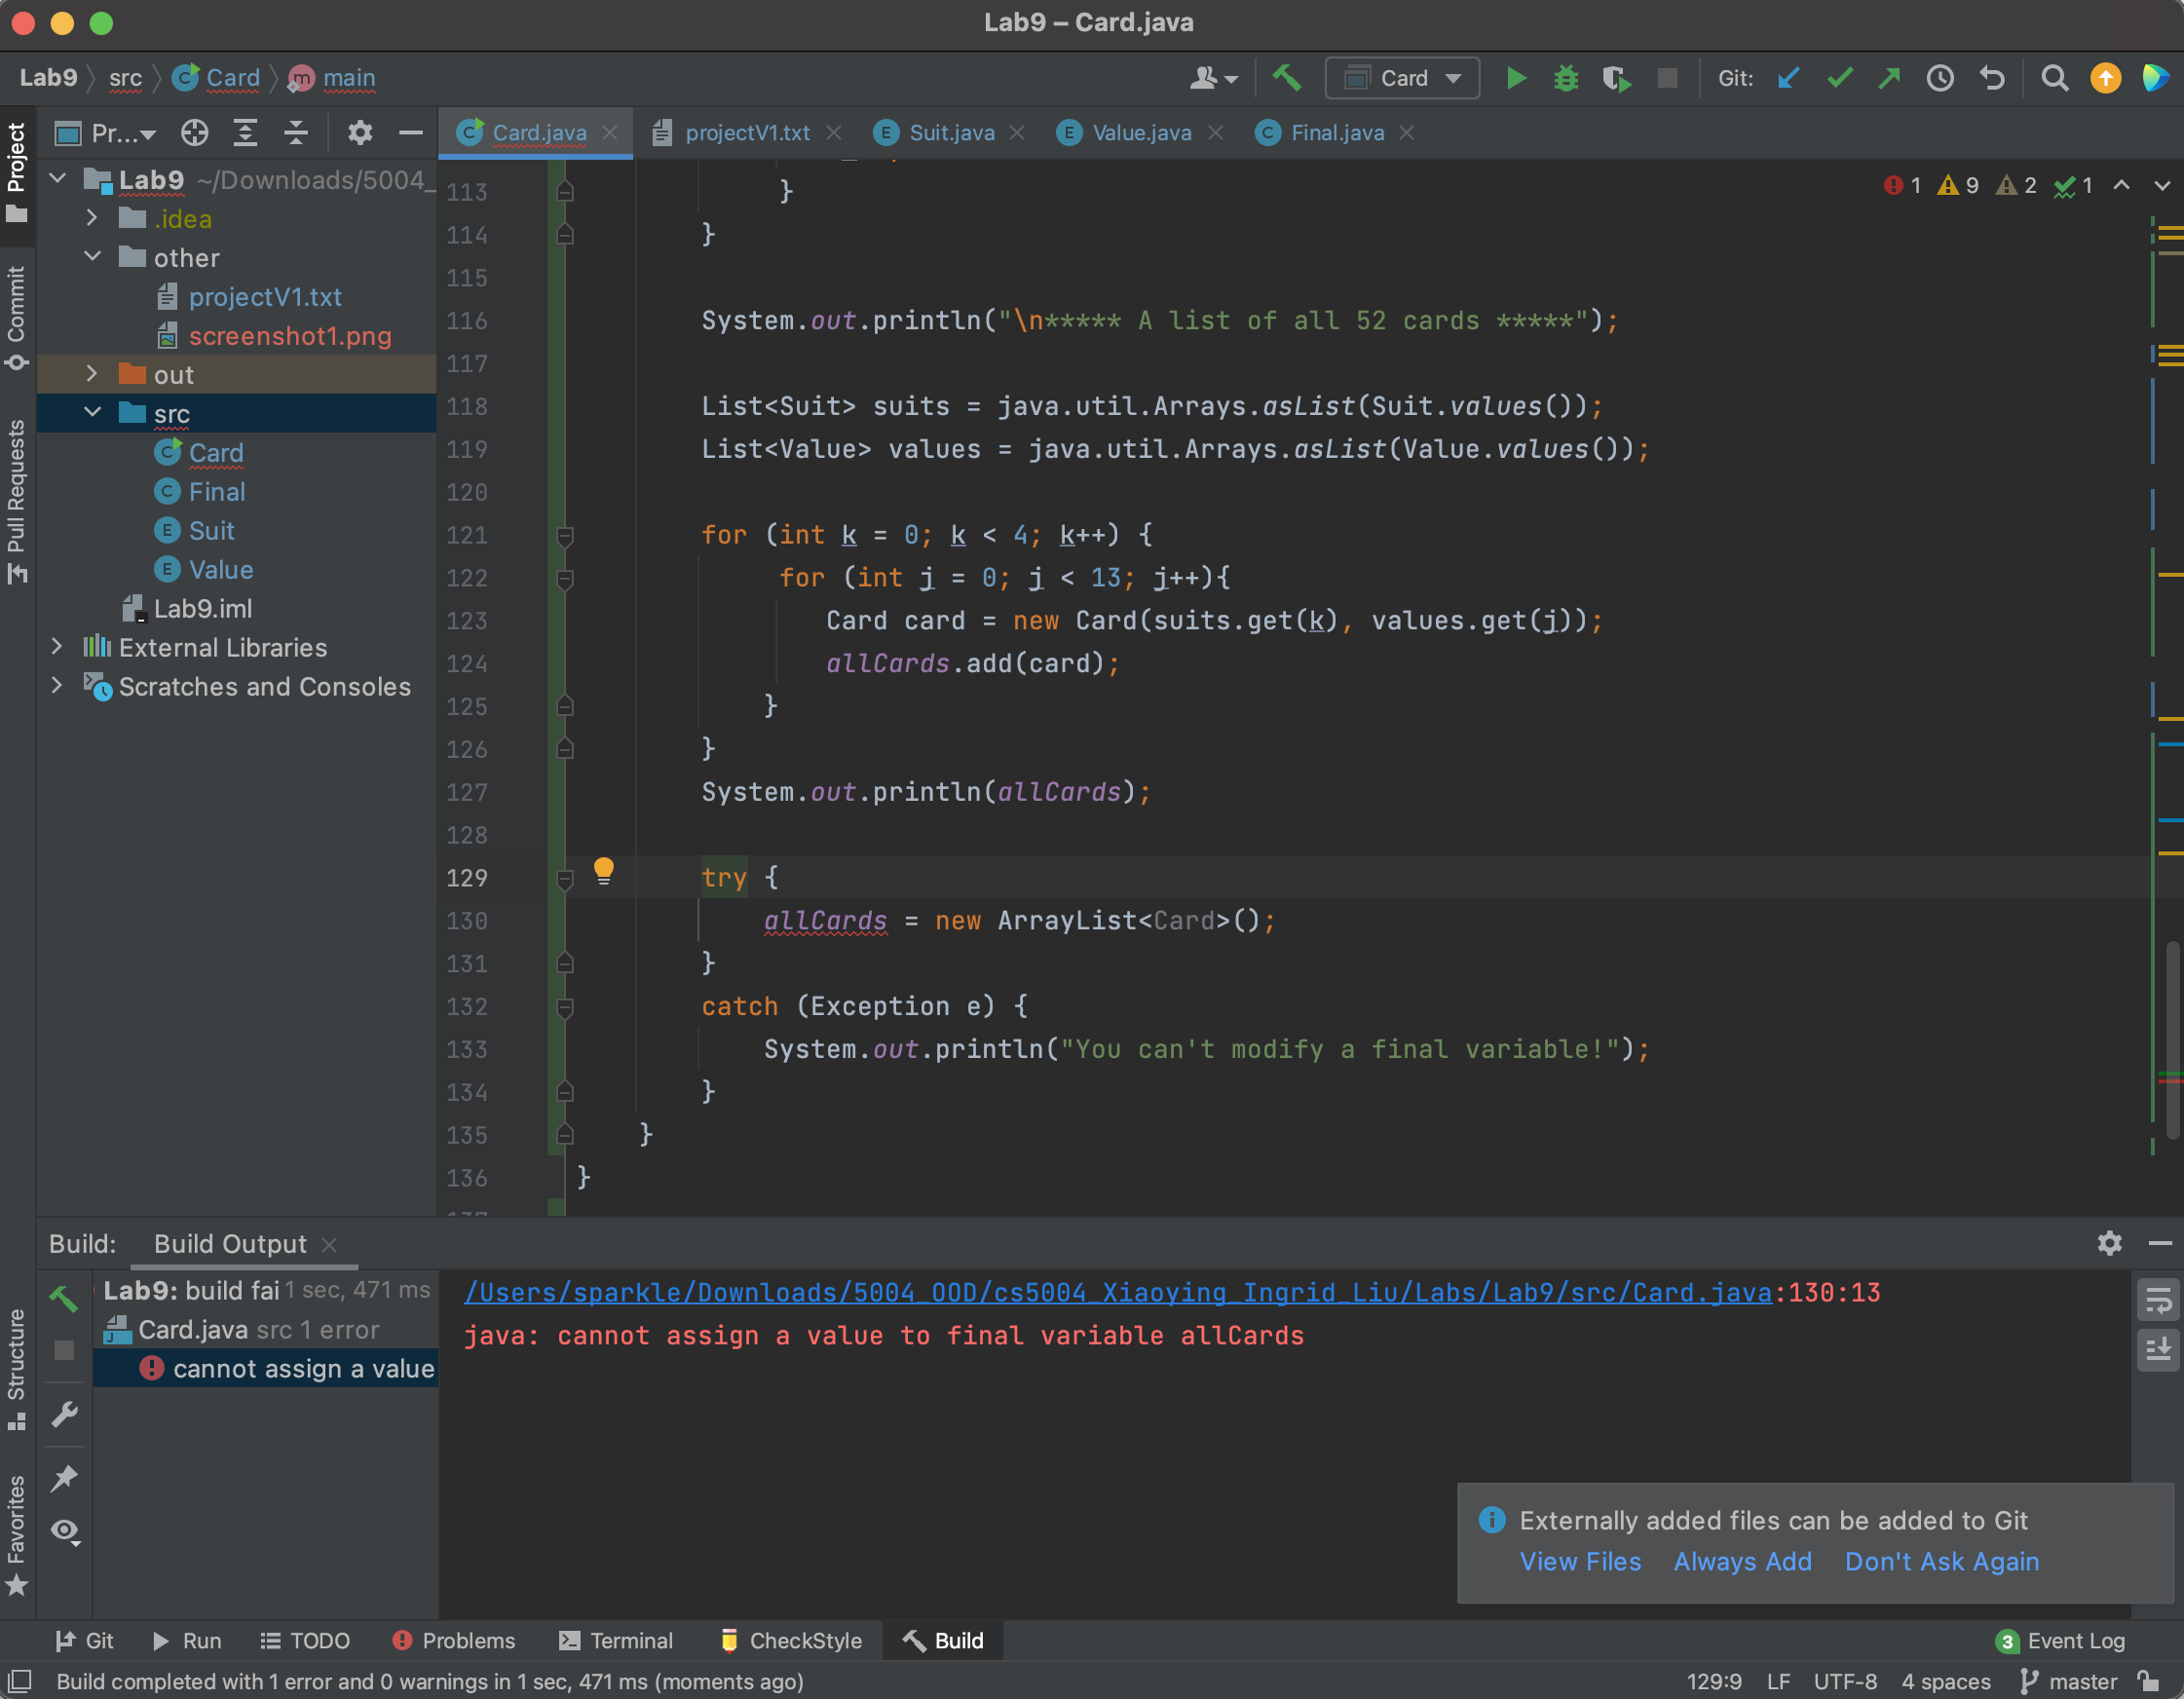 Lab9 – Card.java
Lab9 src Card main
Card Git:
Pr...
Card.java projectV1.txt Suit.java Value.java Final.java
Project
Commit
Pull Requests
Structure
Favorites
Lab9 ~/Downloads/5004_
.idea
other
projectV1.txt
screenshot1.png
out
src
Card
Final
Suit
Value
Lab9.iml
External Libraries
Scratches and Consoles
1 9 2 1
113 }
114 }
115
116 System.out.println("\n***** A list of all 52 cards *****");
117
118 List<Suit> suits = java.util.Arrays.asList(Suit.values());
119 List<Value> values = java.util.Arrays.asList(Value.values());
120
121 for (int k = 0; k < 4; k++) {
122 for (int j = 0; j < 13; j++){
123 Card card = new Card(suits.get(k), values.get(j));
124 allCards.add(card);
125 }
126 }
127 System.out.println(allCards);
128
129 try {
130 allCards = new ArrayList<Card>();
131 }
132 catch (Exception e) {
133 System.out.println("You can't modify a final variable!");
134 }
135 }
136 }
Build: Build Output
Lab9: build fai 1 sec, 471 ms
Card.java src 1 error
cannot assign a value
/Users/sparkle/Downloads/5004_OOD/cs5004_Xiaoying_Ingrid_Liu/Labs/Lab9/src/Card.java:130:13
java: cannot assign a value to final variable allCards
Externally added files can be added to Git
View Files Always Add Don't Ask Again
Git Run TODO Problems Terminal CheckStyle Build 3 Event Log
Build completed with 1 error and 0 warnings in 1 sec, 471 ms (moments ago) 129:9 LF UTF-8 4 spaces master